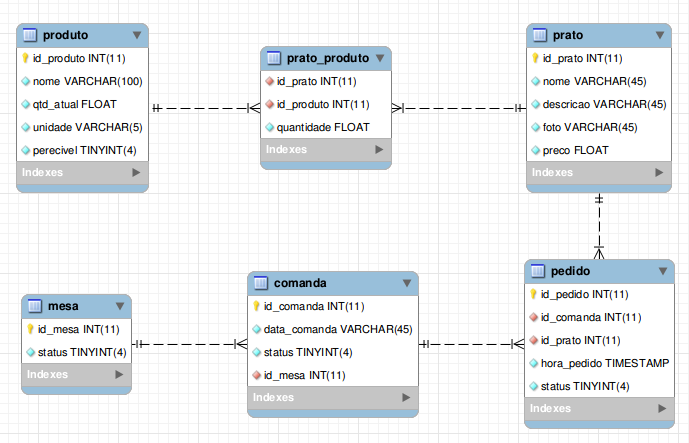 produto
id_produto INT(11)
nome VARCHAR(100)
qtd_atual FLOAT
unidade VARCHAR(5)
perecivel TINYINT(4)
Indexes
prato_produto
id_prato INT(11)
id_produto INT(11)
quantidade FLOAT
Indexes
prato
id_prato INT(11)
nome VARCHAR(45)
descricao VARCHAR(45)
foto VARCHAR(45)
preco FLOAT
Indexes
mesa
id_mesa INT(11)
status TINYINT(4)
Indexes
comanda
id_comanda INT(11)
data_comanda VARCHAR(45)
status TINYINT(4)
id_mesa INT(11)
Indexes
pedido
id_pedido INT(11)
id_comanda INT(11)
id_prato INT(11)
hora_pedido TIMESTAMP
status TINYINT(4)
Indexes